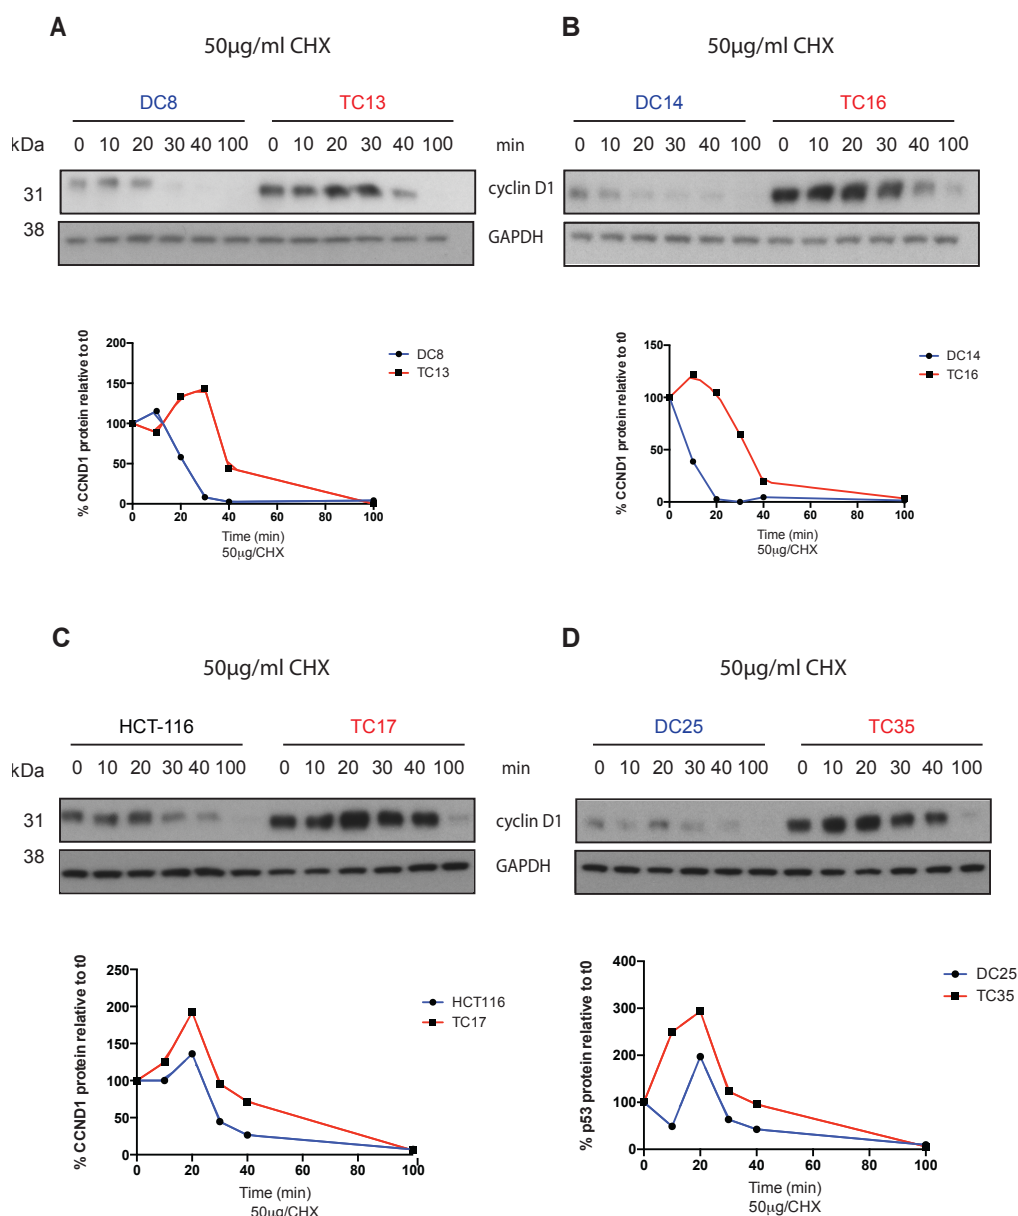 A
50µg/ml CHX
DC8 TC13
kDa 0 10 20 30 40 100 0 10 20 30 40 100 min
31 cyclin D1
38 GAPDH
B
50µg/ml CHX
DC14 TC16
0 10 20 30 40 100 0 10 20 30 40 100
% CCND1 protein relative to t0
200
150
100
50
0
0 20 40 60 80 100
Time (min)
50µg/CHX
DC8
TC13
% CCND1 protein relative to t0
150
100
50
0
0 20 40 60 80 100
Time (min)
50µg/CHX
DC14
TC16
C
50µg/ml CHX
HCT-116 TC17
kDa 0 10 20 30 40 100 0 10 20 30 40 100 min
31 cyclin D1
38 GAPDH
D
50µg/ml CHX
DC25 TC35
0 10 20 30 40 100 0 10 20 30 40 100
% CCND1 protein relative to t0
250
200
150
100
50
0
0 20 40 60 80 100
Time (min)
50µg/CHX
HCT116
TC17
% p53 protein relative to t0
400
300
200
100
0
0 20 40 60 80 100
Time (min)
50µg/CHX
DC25
TC35